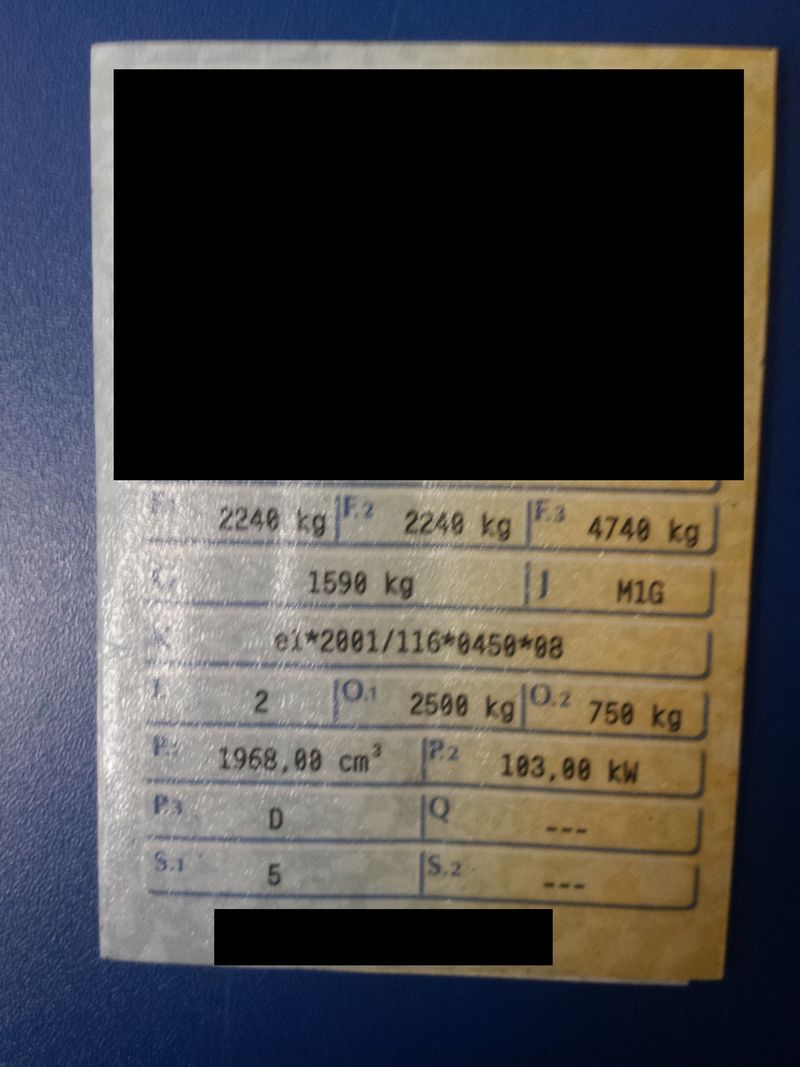 F.1 2240 kg F.2 2240 kg F.3 4740 kg
G 1590 kg J M1G
K e1*2001/116*0450*08
L 2 O.1 2500 kg O.2 750 kg
P.1 1968,00 cm³ P.2 103,00 kW
P.3 D Q ---
S.1 5 S.2 ---